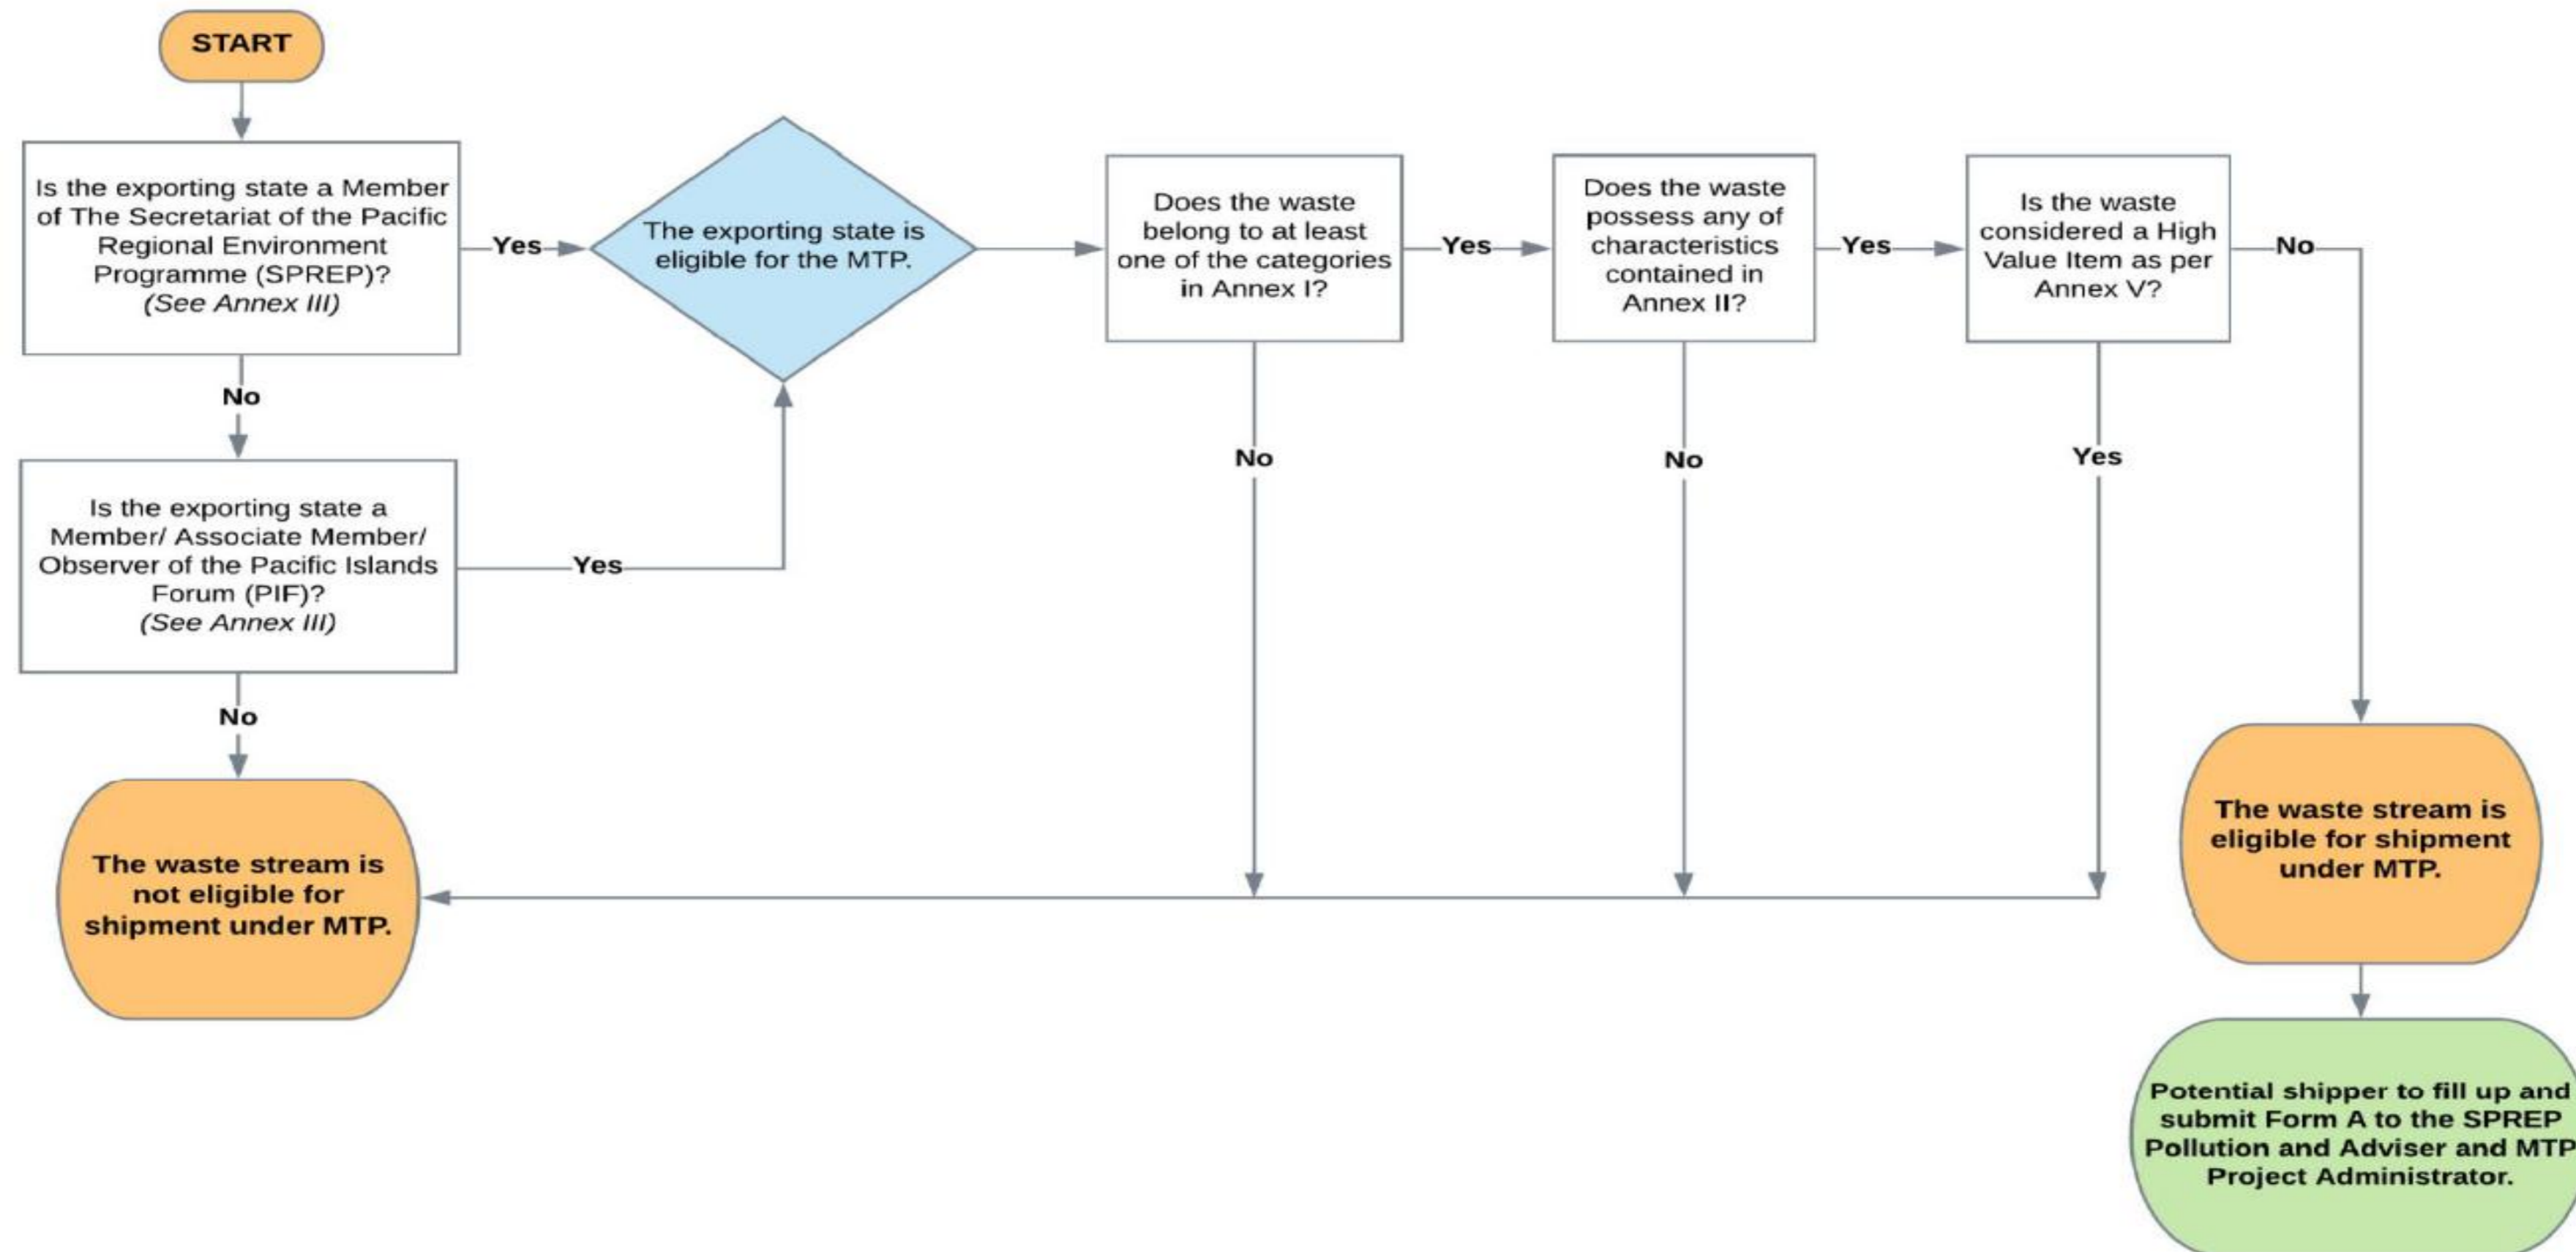 START
Is the exporting state a Member
of The Secretariat of the Pacific
Regional Environment
Programme (SPREP)?
(See Annex III)
Yes
The exporting state is
eligible for the MTP.
Does the waste
belong to at least
one of the categories
in Annex I?
Yes
Does the waste
possess any of
characteristics
contained in
Annex II?
Yes
Is the waste
considered a High
Value Item as per
Annex V?
No
No
Is the exporting state a
Member/ Associate Member/
Observer of the Pacific Islands
Forum (PIF)?
(See Annex III)
Yes
No
No
Yes
No
The waste stream is
not eligible for
shipment under MTP.
The waste stream is
eligible for shipment
under MTP.
Potential shipper to fill up and
submit Form A to the SPREP
Pollution and Adviser and MTP
Project Administrator.